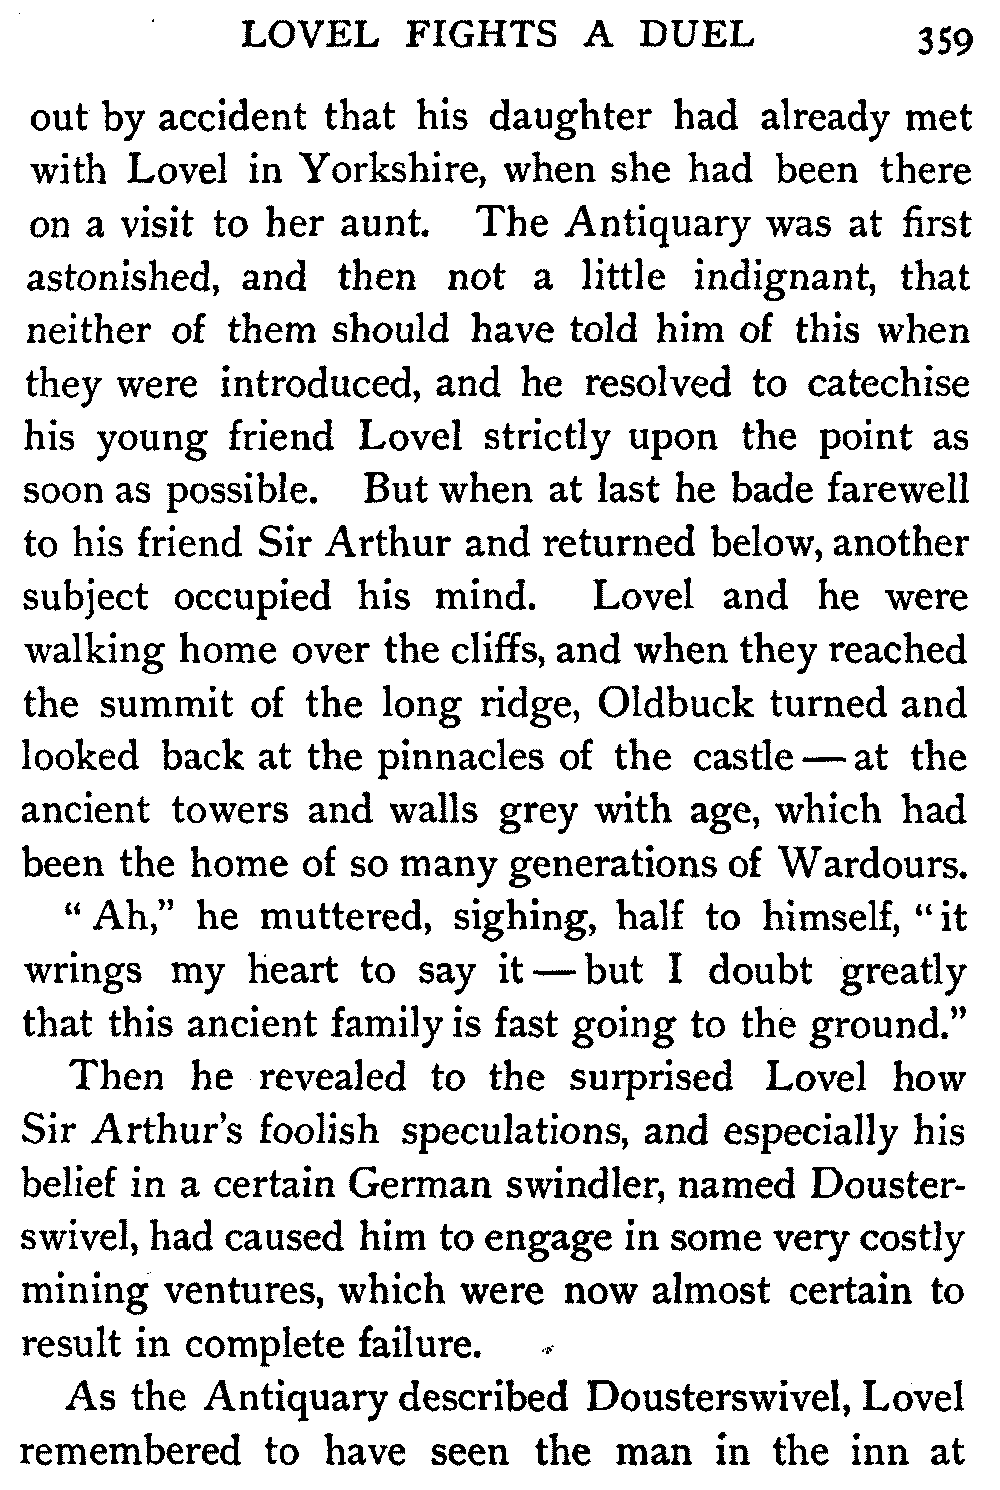 LOVEL FIGHTS A DUEL 359
out by accident that his daughter had already met
with Lovel in Yorkshire, when she had been there
on a visit to her aunt. The Antiquary was at first
astonished, and then not a little indignant, that
neither of them should have told him of this when
they were introduced, and he resolved to catechise
his young friend Lovel strictly upon the point as
soon as possible. But when at last he bade farewell
to his friend Sir Arthur and returned below, another
subject occupied his mind. Lovel and he were
walking home over the cliffs, and when they reached
the summit of the long ridge, Oldbuck turned and
looked back at the pinnacles of the castle — at the
ancient towers and walls grey with age, which had
been the home of so many generations of Wardours.
“Ah,” he muttered, sighing, half to himself, “it
wrings my heart to say it — but I doubt greatly
that this ancient family is fast going to the ground.”
Then he revealed to the surprised Lovel how
Sir Arthur's foolish speculations, and especially his
belief in a certain German swindler, named Douster-
swivel, had caused him to engage in some very costly
mining ventures, which were now almost certain to
result in complete failure.
As the Antiquary described Dousterswivel, Lovel
remembered to have seen the man in the inn at